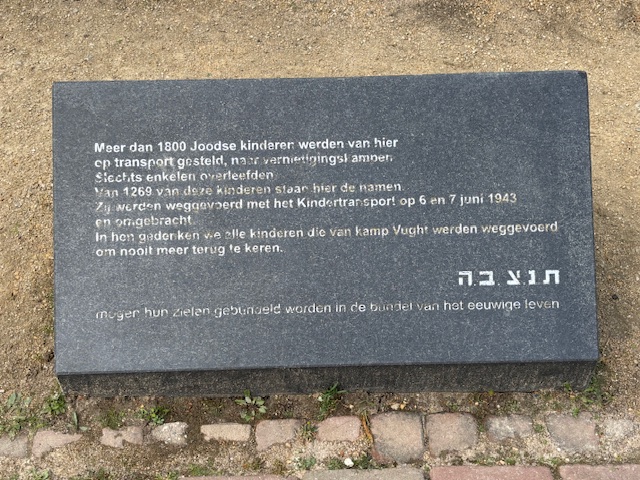 Meer dan 1800 Joodse kinderen werden van hier
op transport gesteld, naar vernietigingskampen.
Slechts enkelen overleefden.
Van 1269 van deze kinderen staan hier de namen.
Zij werden weggevoerd met het Kindertransport op 6 en 7 juni 1943
en omgebracht.
In hen gedenken we alle kinderen die van kamp Vught werden weggevoerd
om nooit meer terug te keren.
ת.נ.צ.ב.ה
mogen hun zielen gebundeld worden in de bundel van het eeuwige leven